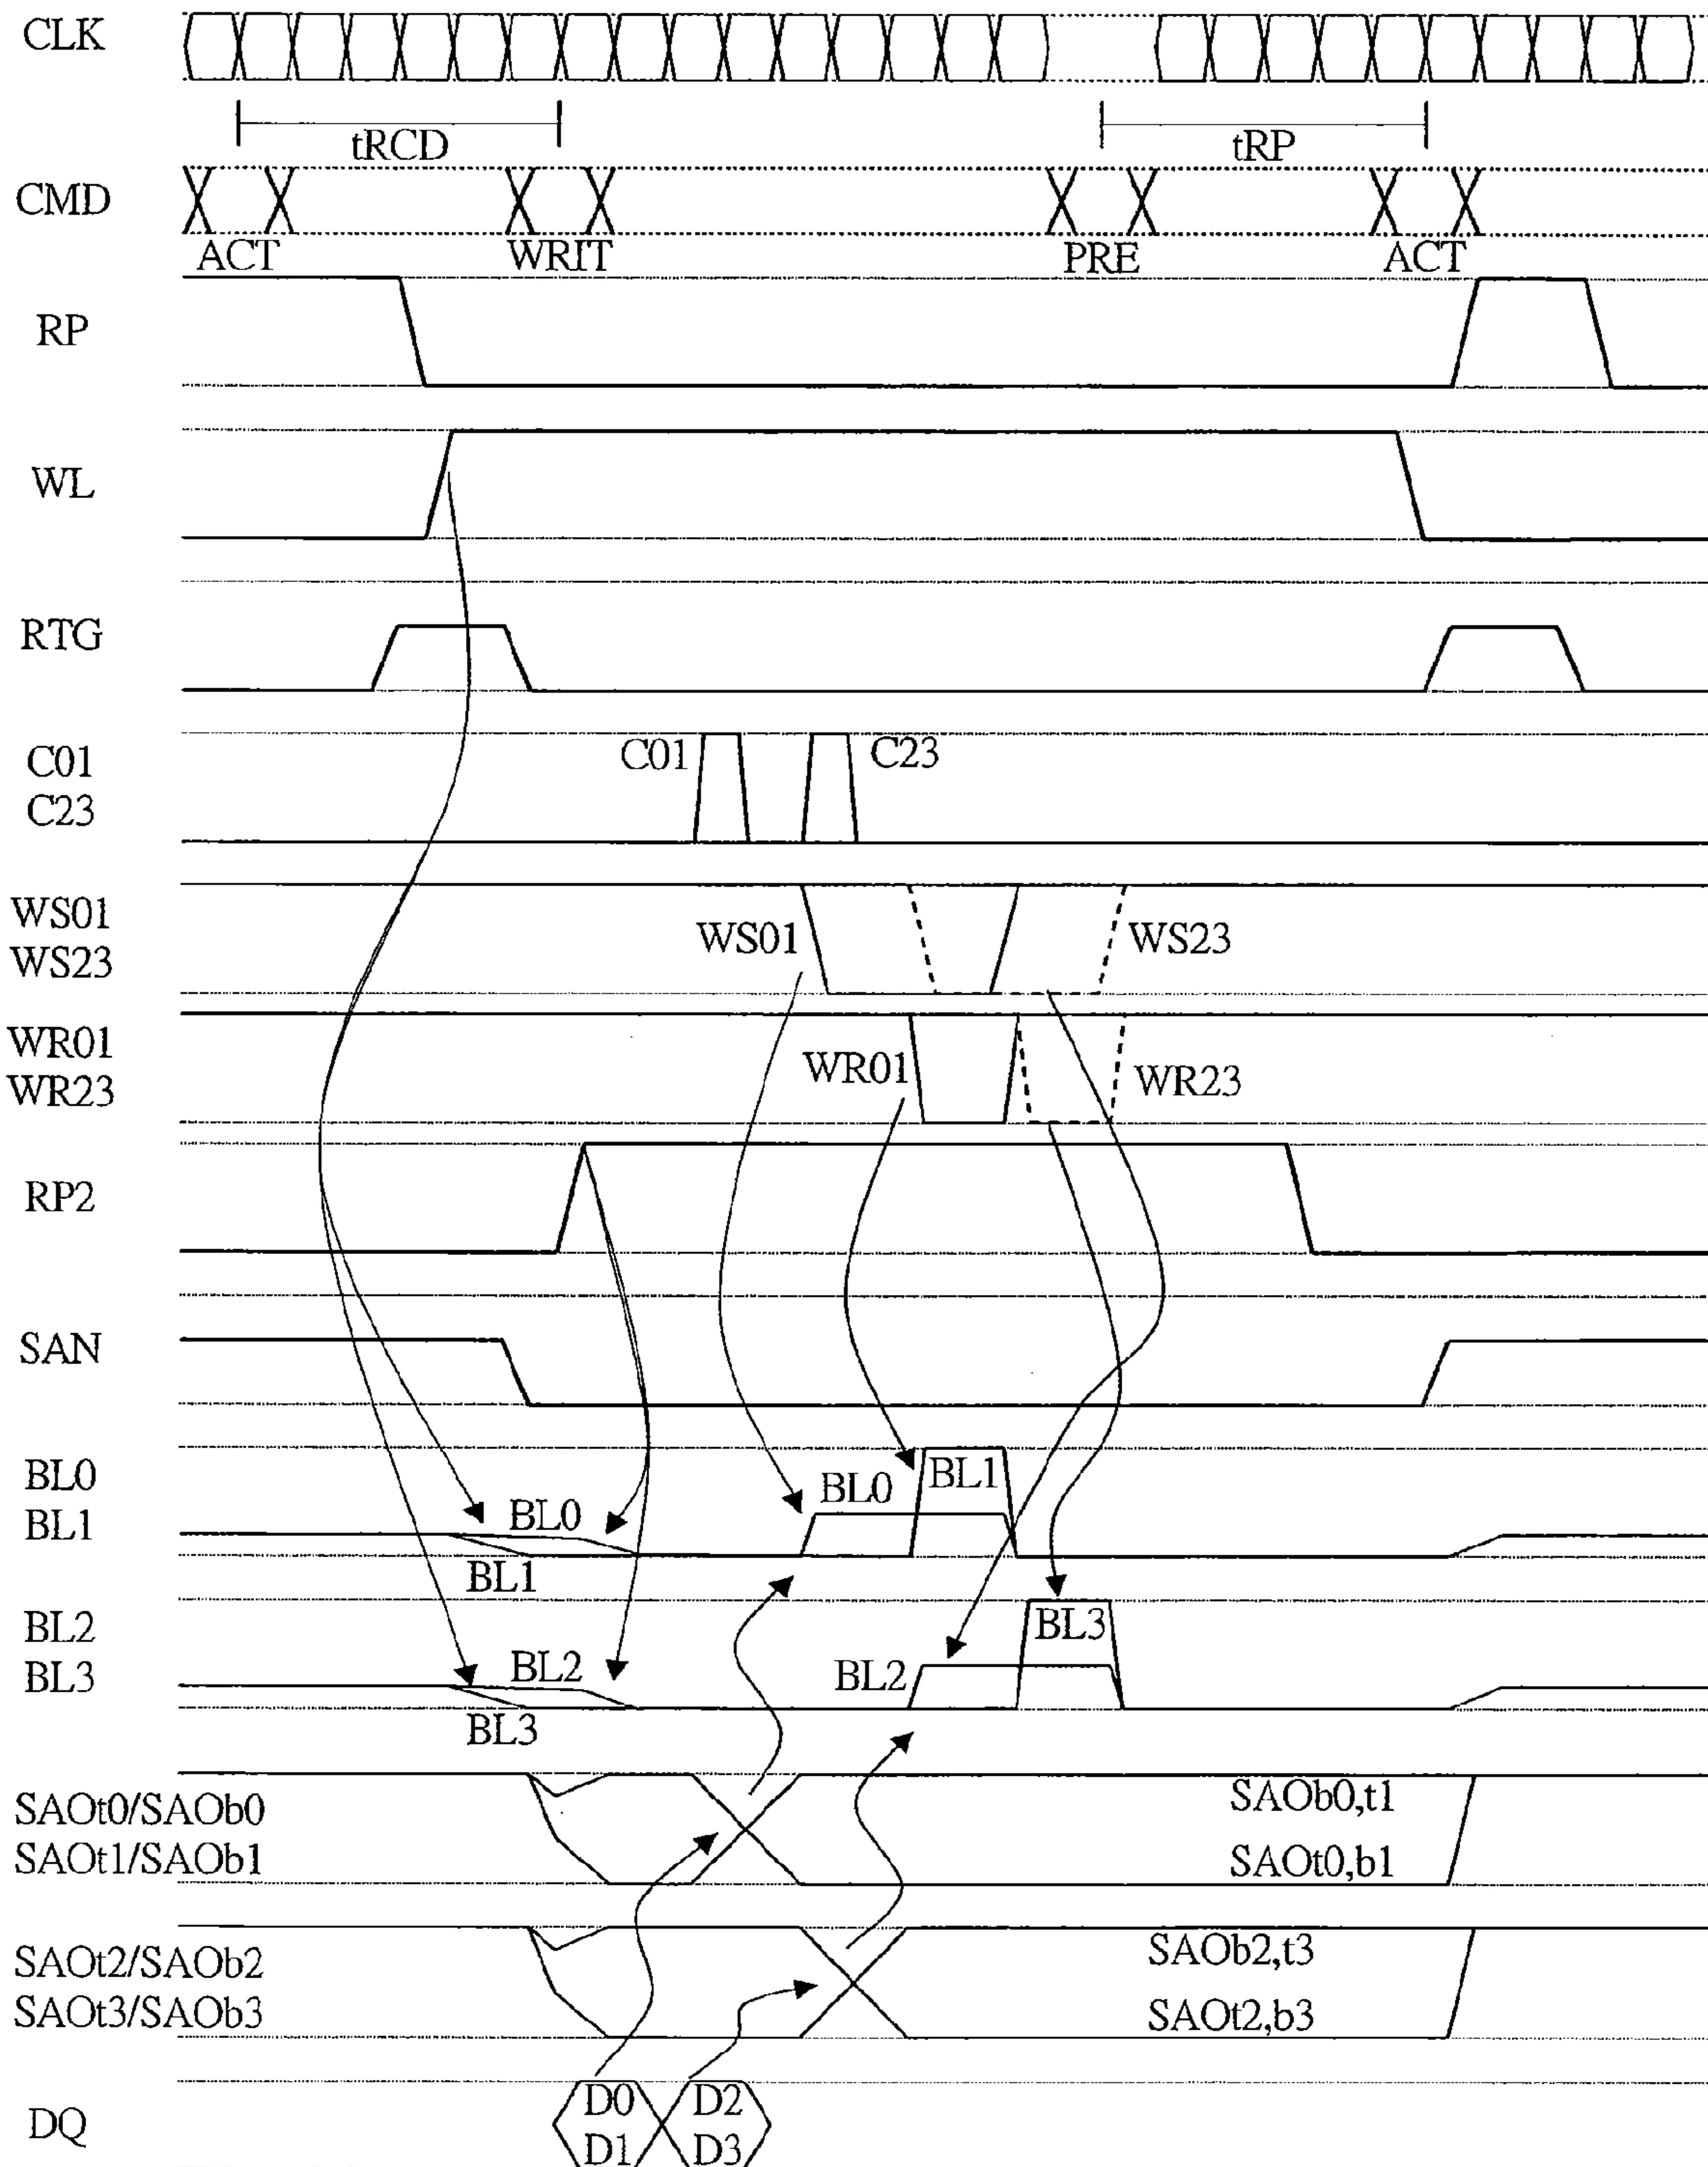 CLK
tRCD
tRP
CMD
ACT
WRIT
PRE
ACT
RP
WL
RTG
C01
C23
C01
C23
WS01
WS23
WS01
WS23
WR01
WR23
WR01
WR23
RP2
SAN
BL0
BL1
BL0
BL1
BL0
BL1
BL2
BL3
BL2
BL3
BL2
BL3
SAOt0/SAOb0
SAOt1/SAOb1
SAOb0,t1
SAOt0,b1
SAOt2/SAOb2
SAOt3/SAOb3
SAOb2,t3
SAOt2,b3
DQ
D0
D1
D2
D3